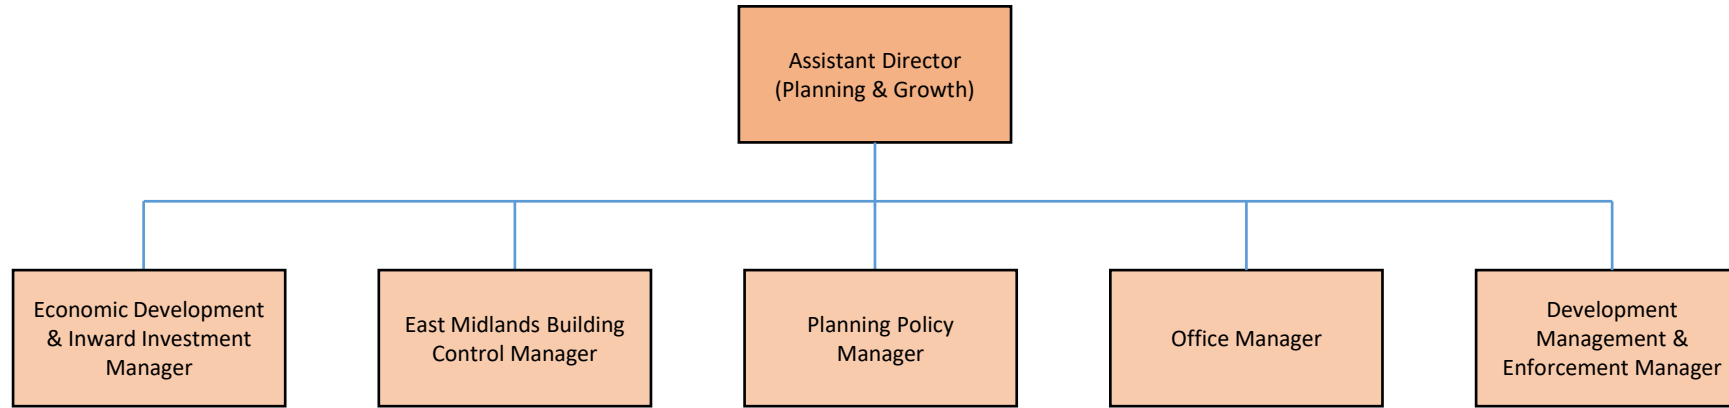 Assistant Director
(Planning & Growth)
Economic Development
& Inward Investment
Manager
East Midlands Building
Control Manager
Planning Policy
Manager
Office Manager
Development
Management &
Enforcement Manager